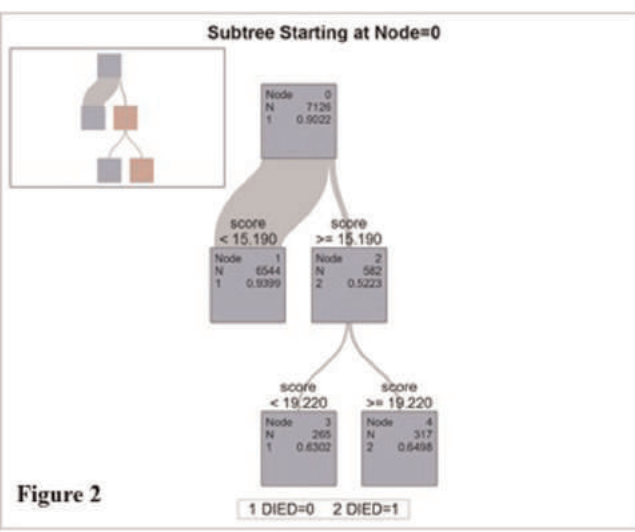 Subtree Starting at Node=0
Node 0
N 7126
1 0.9022
score
< 15.190
score
>= 15.190
Node 1
N 6544
1 0.9399
Node 2
N 582
2 0.5223
score
< 19.220
score
>= 19.220
Node 3
N 265
1 0.6302
Node 4
N 317
2 0.6498
Figure 2
1 DIED=0 2 DIED=1